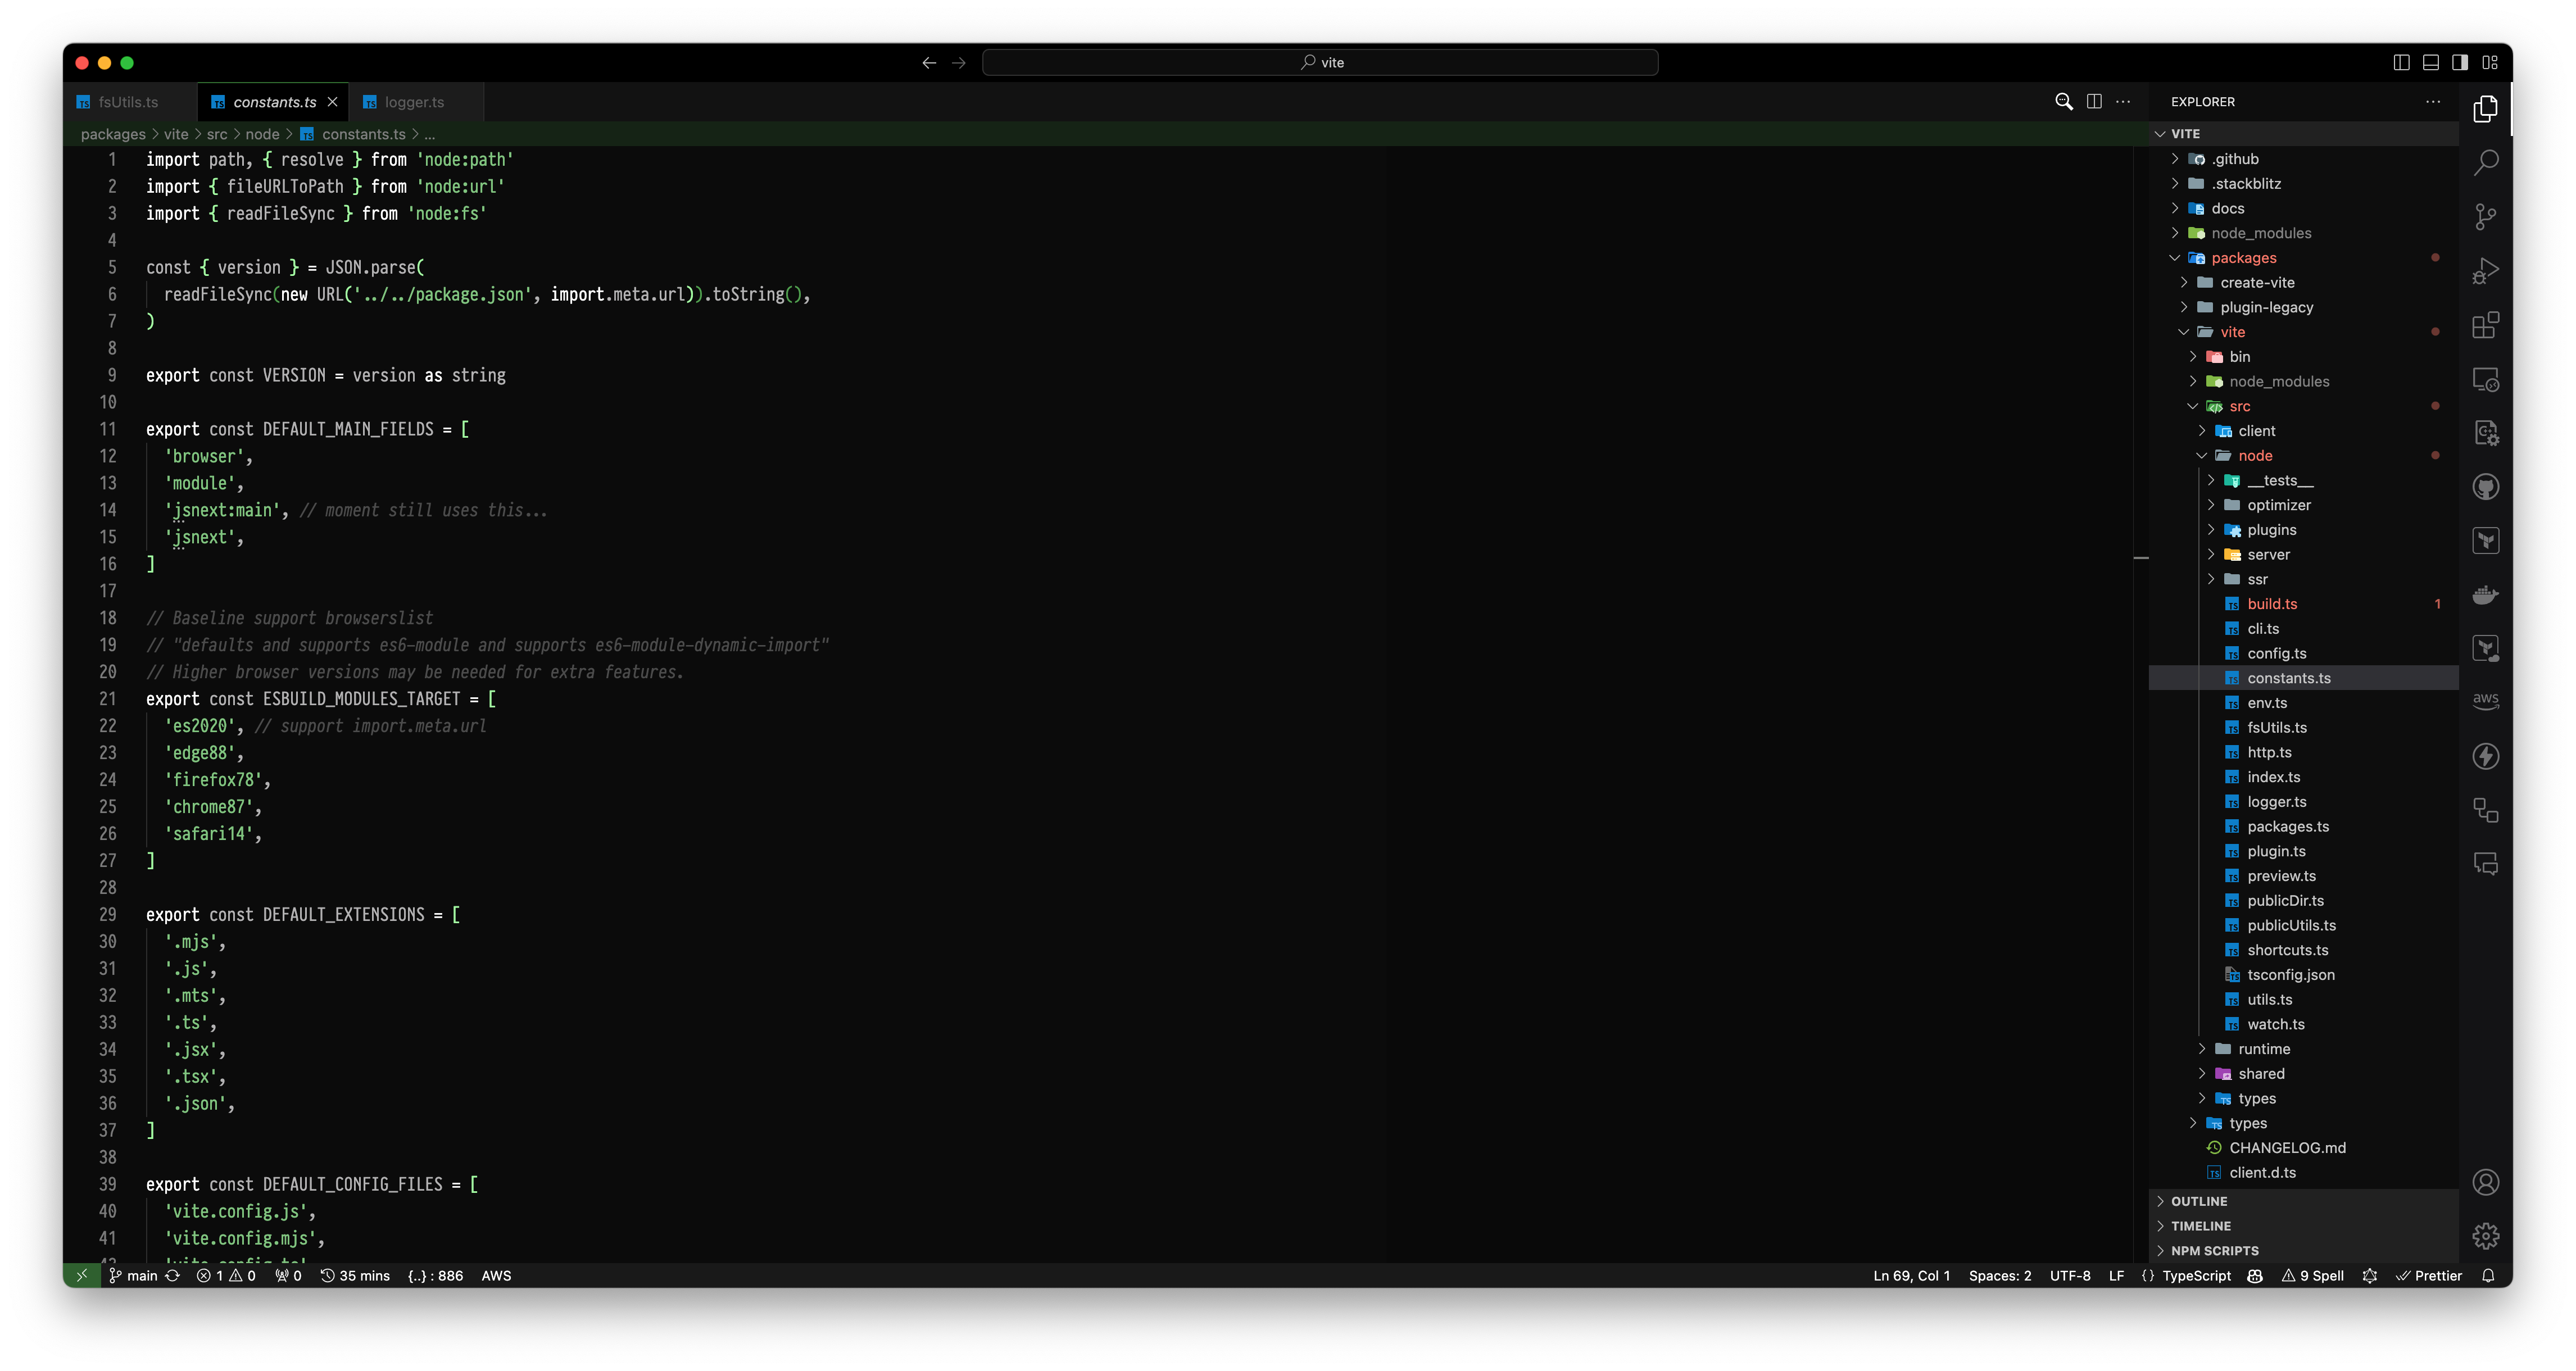 vite
fsUtils.ts
constants.ts
logger.ts
packages > vite > src > node > constants.ts > ...
1 import path, { resolve } from 'node:path'
2 import { fileURLToPath } from 'node:url'
3 import { readFileSync } from 'node:fs'
4
5 const { version } = JSON.parse(
6   readFileSync(new URL('../../package.json', import.meta.url)).toString(),
7 )
8
9 export const VERSION = version as string
10
11 export const DEFAULT_MAIN_FIELDS = [
12   'browser',
13   'module',
14   'jsnext:main', // moment still uses this...
15   'jsnext',
16 ]
17
18 // Baseline support browserslist
19 // "defaults and supports es6-module and supports es6-module-dynamic-import"
20 // Higher browser versions may be needed for extra features.
21 export const ESBUILD_MODULES_TARGET = [
22   'es2020', // support import.meta.url
23   'edge88',
24   'firefox78',
25   'chrome87',
26   'safari14',
27 ]
28
29 export const DEFAULT_EXTENSIONS = [
30   '.mjs',
31   '.js',
32   '.mts',
33   '.ts',
34   '.jsx',
35   '.tsx',
36   '.json',
37 ]
38
39 export const DEFAULT_CONFIG_FILES = [
40   'vite.config.js',
41   'vite.config.mjs',
EXPLORER
VITE
.github
.stackblitz
docs
node_modules
packages
create-vite
plugin-legacy
vite
bin
node_modules
src
client
node
__tests__
optimizer
plugins
server
ssr
build.ts 1
cli.ts
config.ts
constants.ts
env.ts
fsUtils.ts
http.ts
index.ts
logger.ts
packages.ts
plugin.ts
preview.ts
publicDir.ts
publicUtils.ts
shortcuts.ts
tsconfig.json
utils.ts
watch.ts
runtime
shared
types
types
CHANGELOG.md
client.d.ts
OUTLINE
TIMELINE
NPM SCRIPTS
aws
main 1 0 0 35 mins {..} : 886 AWS
Ln 69, Col 1 Spaces: 2 UTF-8 LF {} TypeScript 9 Spell Prettier